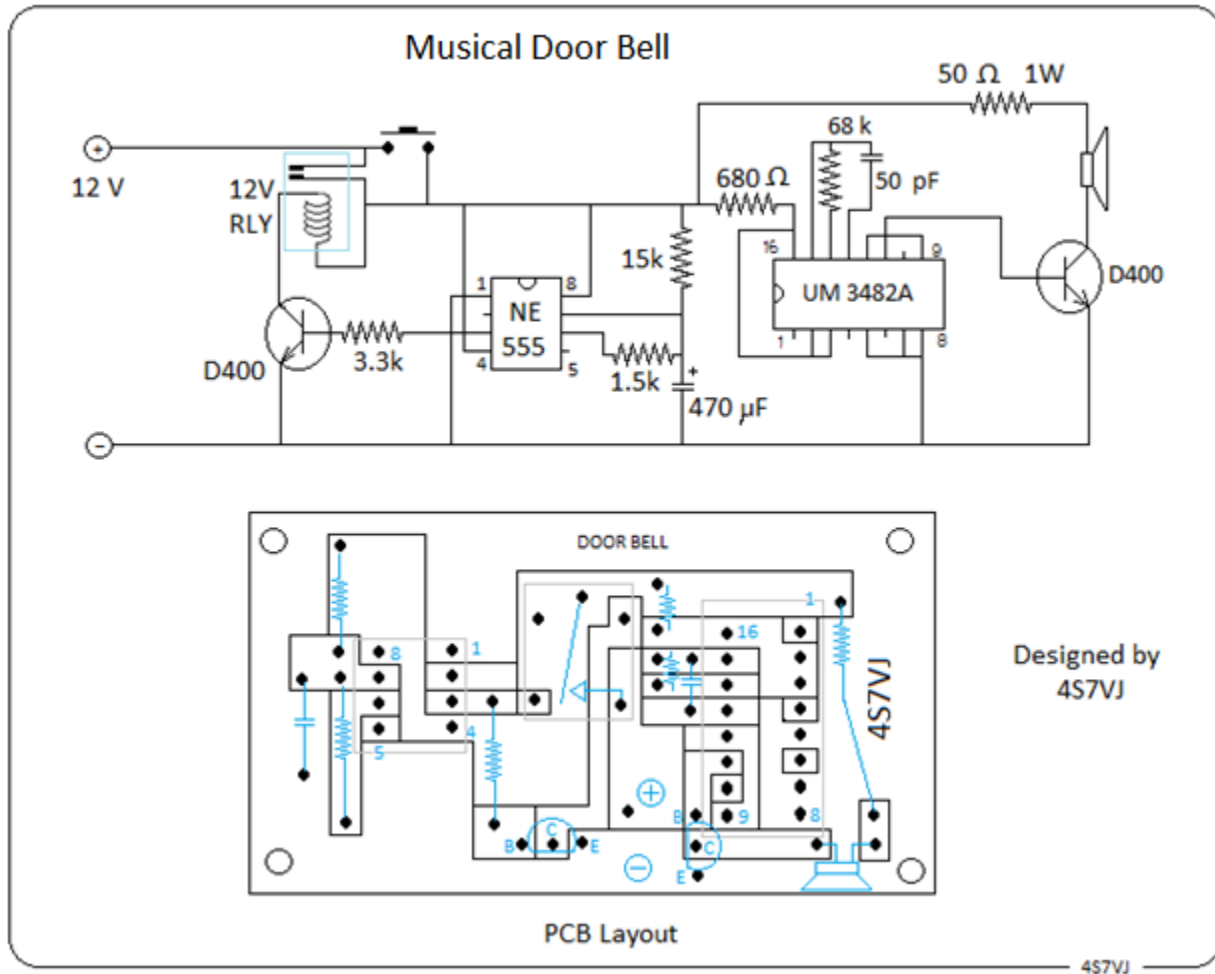 Musical Door Bell
50 Ω 1W
68 k
50 pF
+
12 V
12V
RLY
680 Ω
15k
16
9
UM 3482A
1
8
D400
1
8
NE
555
4
5
D400
3.3k
1.5k
+
470 µF
−
DOOR BELL
1
16
8
1
4
5
+
B
C
E
−
B
9
8
C
E
4S7VJ
Designed by
4S7VJ
PCB Layout
4S7VJ